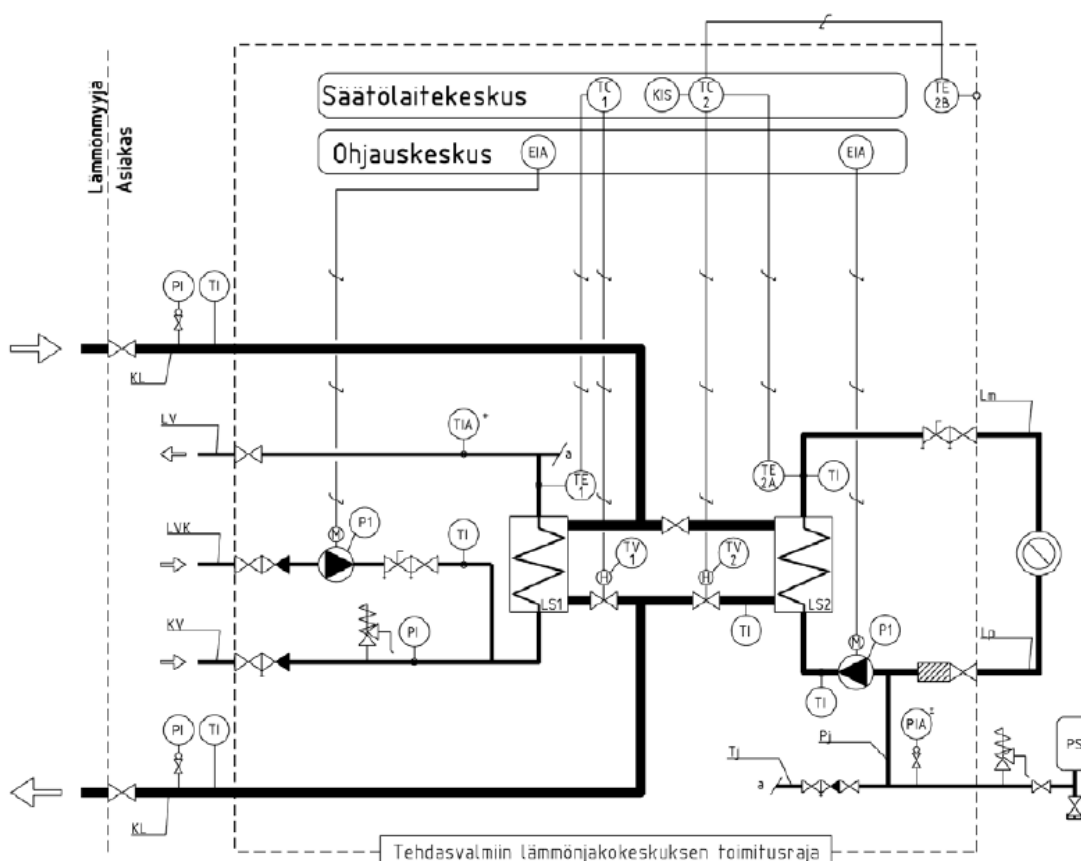 Lämmönmyyja
Asiakas
Säätölaitekeskus
TC
1
KIS
TC
2
TE
2B
Ohjauskeskus
EIA
EIA
PI
TI
KL
LV
TIA
+
a
TE
1
TE
2A
TI
Lm
LVK
M
P1
TI
TV
1
TV
2
H
H
LS1
LS2
KV
PI
TI
M
P1
Lp
TI
PI
TI
Tj
Pj
PIA
±
PS
a
KL
Tehdasvalmiin lämmönjakokeskuksen toimitusraja